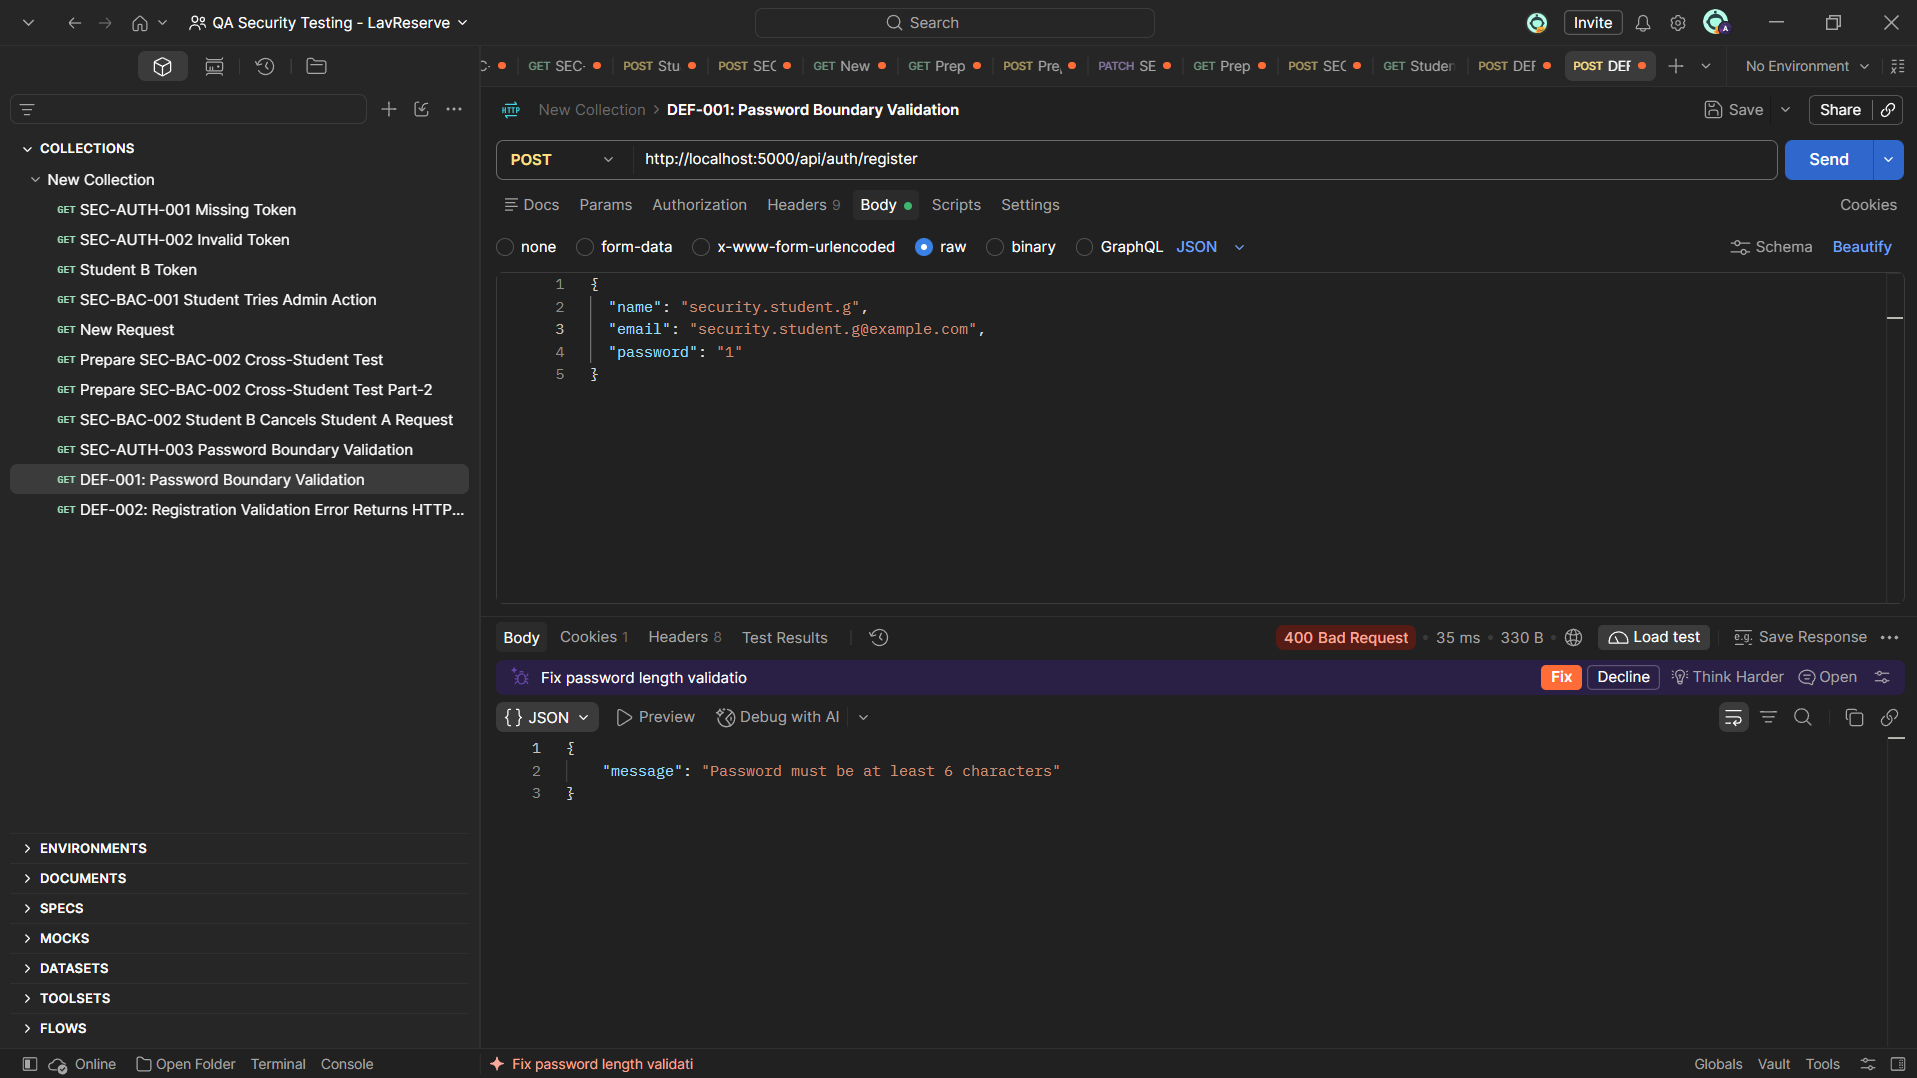 QA Security Testing - LavReserve
Search
Invite
A
C-
GET SEC-
POST Stu
POST SEC
GET New
GET Prep
POST Pre
PATCH SE
GET Prep
POST SEC
GET Studen
POST DEF
POST DEF
No Environment
HTTP New Collection > DEF-001: Password Boundary Validation
Save
Share
COLLECTIONS
New Collection
GET SEC-AUTH-001 Missing Token
GET SEC-AUTH-002 Invalid Token
GET Student B Token
GET SEC-BAC-001 Student Tries Admin Action
GET New Request
GET Prepare SEC-BAC-002 Cross-Student Test
GET Prepare SEC-BAC-002 Cross-Student Test Part-2
GET SEC-BAC-002 Student B Cancels Student A Request
GET SEC-AUTH-003 Password Boundary Validation
GET DEF-001: Password Boundary Validation
GET DEF-002: Registration Validation Error Returns HTTP...
ENVIRONMENTS
DOCUMENTS
SPECS
MOCKS
DATASETS
TOOLSETS
FLOWS
POST http://localhost:5000/api/auth/register
Send
Docs Params Authorization Headers 9 Body Scripts Settings
Cookies
none form-data x-www-form-urlencoded raw binary GraphQL JSON
Schema Beautify
1 {
2 "name": "security.student.g",
3 "email": "security.student.g@example.com",
4 "password": "1"
5 }
Body Cookies 1 Headers 8 Test Results
400 Bad Request • 35 ms • 330 B •
Load test
e.g. Save Response
Fix password length validatio
Fix Decline Think Harder Open
{} JSON Preview Debug with AI
1 {
2 "message": "Password must be at least 6 characters"
3 }
Online Open Folder Terminal Console
Fix password length validati
Globals Vault Tools